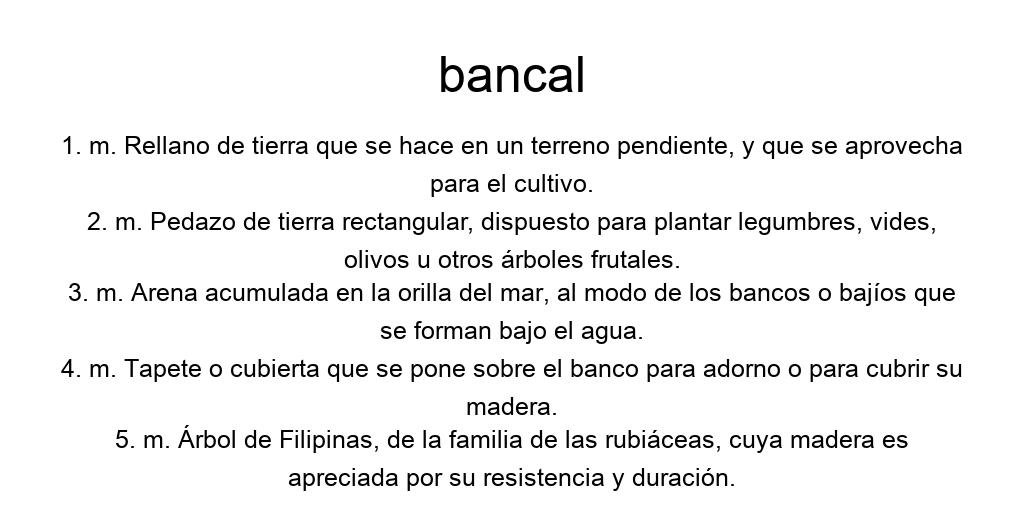 bancal
1. m. Rellano de tierra que se hace en un terreno pendiente, y que se aprovecha
para el cultivo.
2. m. Pedazo de tierra rectangular, dispuesto para plantar legumbres, vides,
olivos u otros árboles frutales.
3. m. Arena acumulada en la orilla del mar, al modo de los bancos o bajíos que
se forman bajo el agua.
4. m. Tapete o cubierta que se pone sobre el banco para adorno o para cubrir su
madera.
5. m. Árbol de Filipinas, de la familia de las rubiáceas, cuya madera es
apreciada por su resistencia y duración.